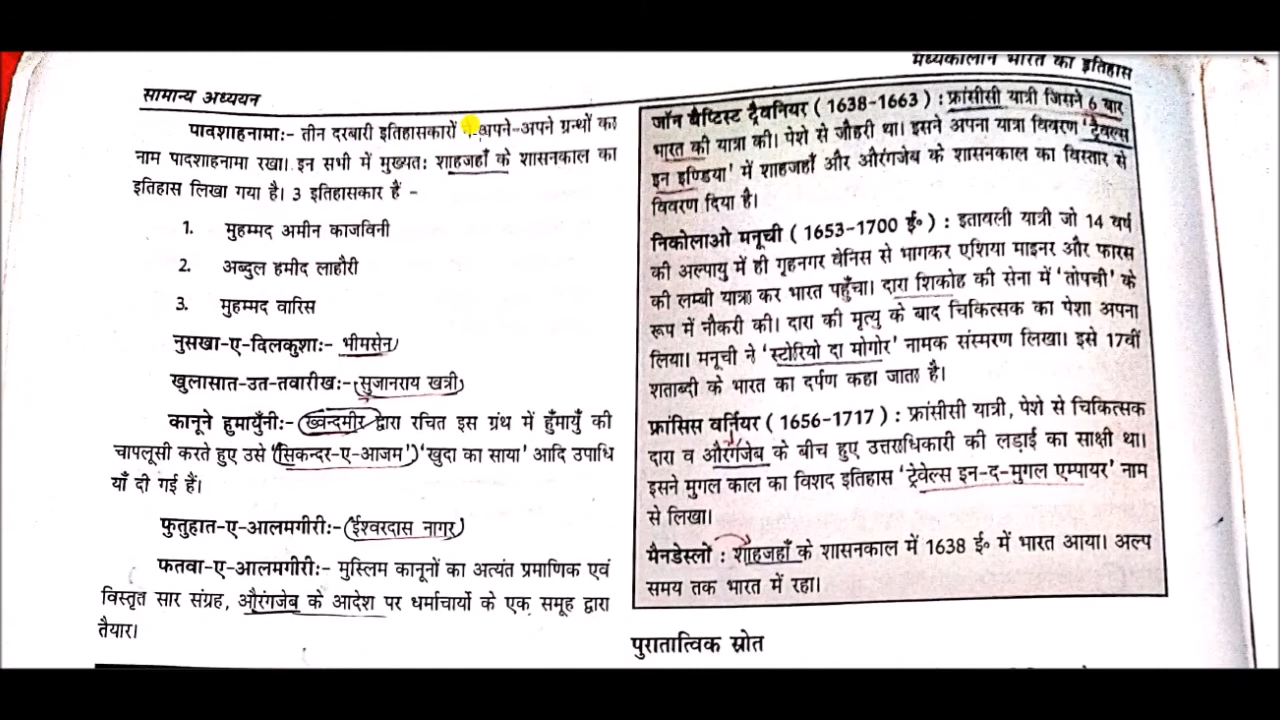 सामान्य अध्ययन
पादशाहनामाः- तीन दरबारी इतिहासकारों ने अपने-अपने ग्रन्थों का
नाम पादशाहनामा रखा। इन सभी में मुख्यतः शाहजहाँ के शासनकाल का
इतिहास लिखा गया है। 3 इतिहासकार हैं -
1. मुहम्मद अमीन काजविनी
2. अब्दुल हमीद लाहौरी
3. मुहम्मद वारिस
नुसखा-ए-दिलकुशाः- भीमसेन
खुलासात-उत-तवारीखः- सुजानराय खत्री
कानूने हुमायुँनीः- ख्वन्दमीर द्वारा रचित इस ग्रंथ में हुँमायुँ की
चापलूसी करते हुए उसे 'सिकन्दर-ए-आजम' 'खुदा का साया' आदि उपाधि
याँ दी गई हैं।
फुतुहात-ए-आलमगीरीः- ईश्वरदास नागर
फतवा-ए-आलमगीरीः- मुस्लिम कानूनों का अत्यंत प्रमाणिक एवं
विस्तृत सार संग्रह, औरंगजेब के आदेश पर धर्माचार्यो के एक समूह द्वारा
तैयार।
मध्यकालीन भारत का इतिहास
जॉन बैप्टिस्ट ट्रैवनियर (1638-1663) : फ्रांसीसी यात्री जिसने 6 बार
भारत की यात्रा की। पेशे से जौहरी था। इसने अपना यात्रा विवरण 'ट्रैवल्स
इन इण्डिया' में शाहजहाँ और औरंगजेब के शासनकाल का विस्तार से
विवरण दिया है।
निकोलाओ मनूची (1653-1700 ई०) : इतावली यात्री जो 14 वर्ष
की अल्पायु में ही गृहनगर वेनिस से भागकर एशिया माइनर और फारस
की लम्बी यात्रा कर भारत पहुँचा। दारा शिकोह की सेना में 'तोपची' के
रूप में नौकरी की। दारा की मृत्यु के बाद चिकित्सक का पेशा अपना
लिया। मनूची ने 'स्टोरियो दा मोगोर' नामक संस्मरण लिखा। इसे 17वीं
शताब्दी के भारत का दर्पण कहा जाता है।
फ्रांसिस वर्नियर (1656-1717) : फ्रांसीसी यात्री, पेशे से चिकित्सक
दारा व औरंगजेब के बीच हुए उत्तराधिकारी की लड़ाई का साक्षी था।
इसने मुगल काल का विशद इतिहास 'ट्रेवेल्स इन-द-मुगल एम्पायर' नाम
से लिखा।
मैनडेस्लों : शाहजहाँ के शासनकाल में 1638 ई० में भारत आया। अल्प
समय तक भारत में रहा।
पुरातात्विक स्रोत